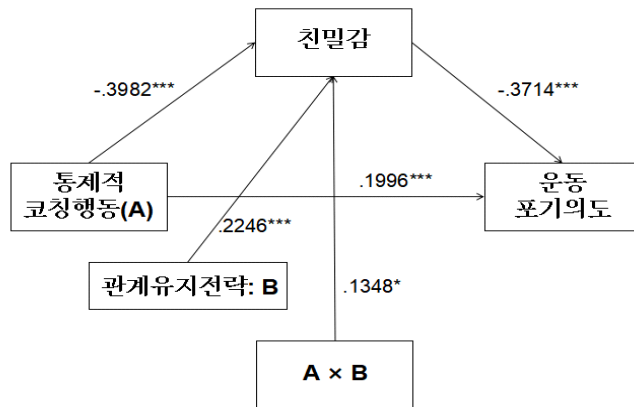 친밀감
-.3982***
-.3714***
통제적
코칭행동(A)
.1996***
운동
포기의도
.2246***
관계유지전략: B
.1348*
A × B